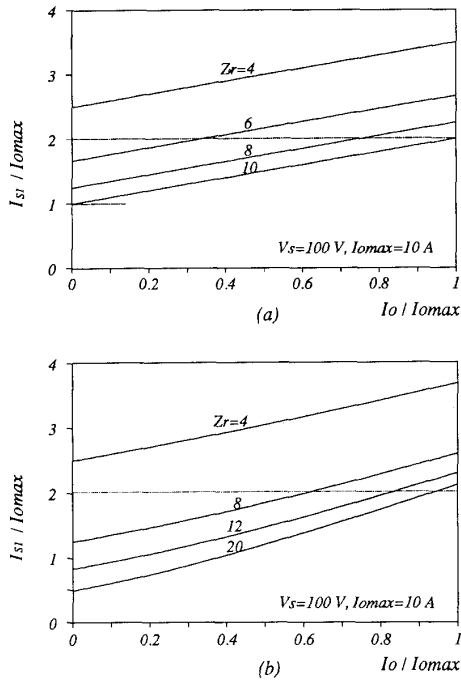 4
3
2
1
0
I_S1 / Iomax
Zr=4
6
8
10
Vs=100 V, Iomax=10 A
0 0.2 0.4 0.6 0.8 1
(a)
Io / Iomax
4
3
2
1
0
I_S1 / Iomax
Zr=4
8
12
20
Vs=100 V, Iomax=10 A
0 0.2 0.4 0.6 0.8 1
(b)
Io / Iomax